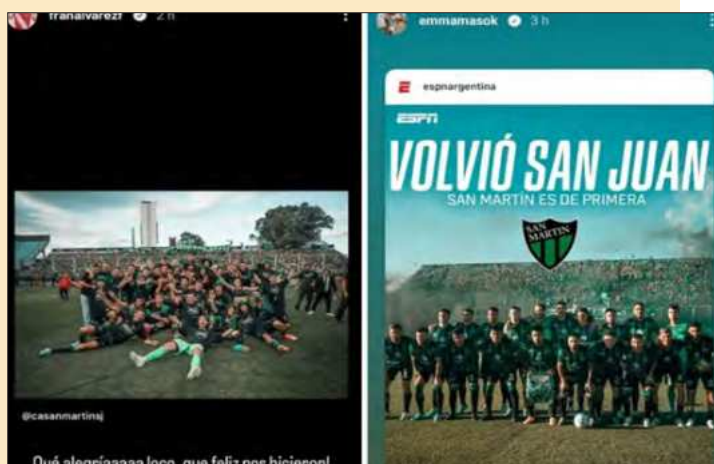 franalvarezf 2 h
@casanmartinsj
Qué alegríaaaaa loco, que feliz nos hicieron!
emmamasok 3 h
espnargentina
ESPN
VOLVIÓ SAN JUAN
SAN MARTÍN ES DE PRIMERA
SAN
MARTIN